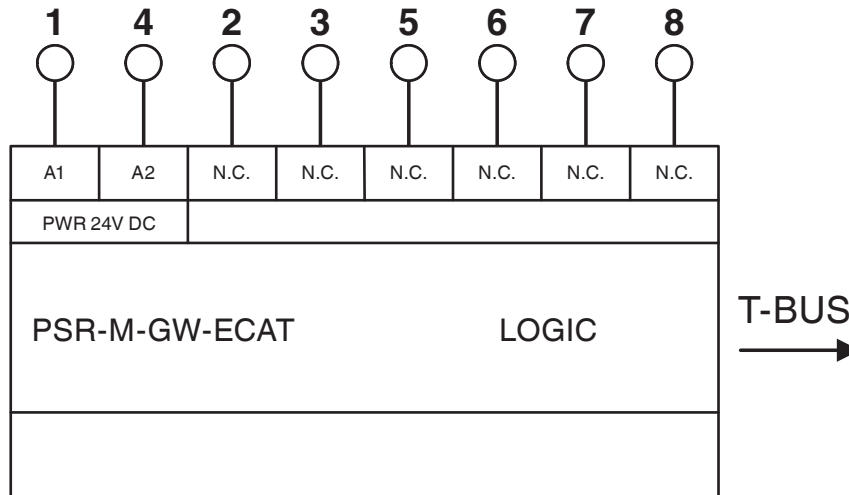 1 4 2 3 5 6 7 8
A1 A2 N.C. N.C. N.C. N.C. N.C. N.C.
PWR 24V DC
T-BUS
PSR-M-GW-ECAT LOGIC